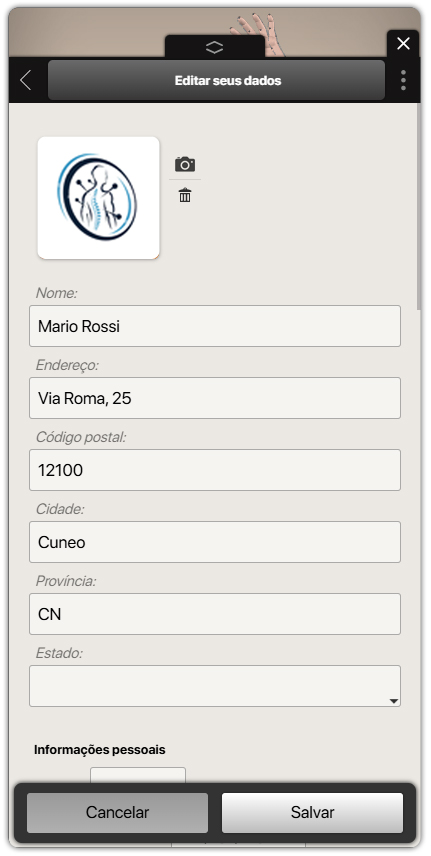 Editar seus dados
Nome:
Mario Rossi
Endereço:
Via Roma, 25
Código postal:
12100
Cidade:
Cuneo
Província:
CN
Estado:
Informações pessoais
Cancelar Salvar